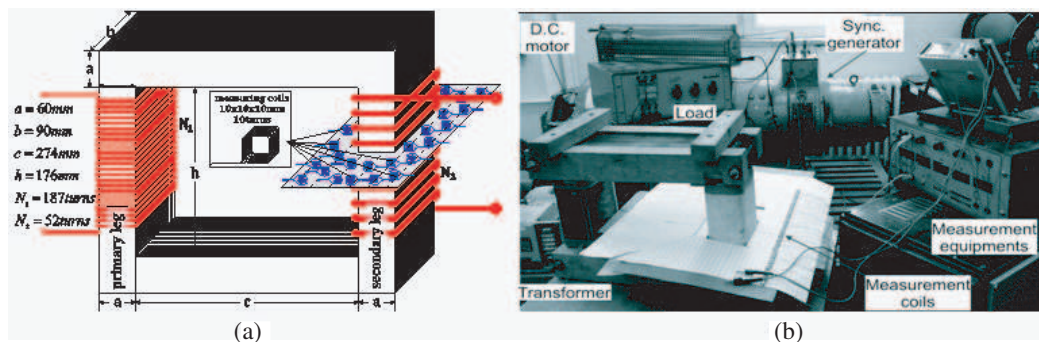 b
a
a = 60mm
b = 90mm
c = 274mm
h = 176mm
N₁ = 187turns
N₂ = 52turns
N₁
measuring coils
10x10x10mm
10turns
h
N₂
primary leg
secondary leg
a
c
a
(a)
D.C.
motor
Sync.
generator
Load
Measurement
equipments
Measurement
coils
Transformer
(b)